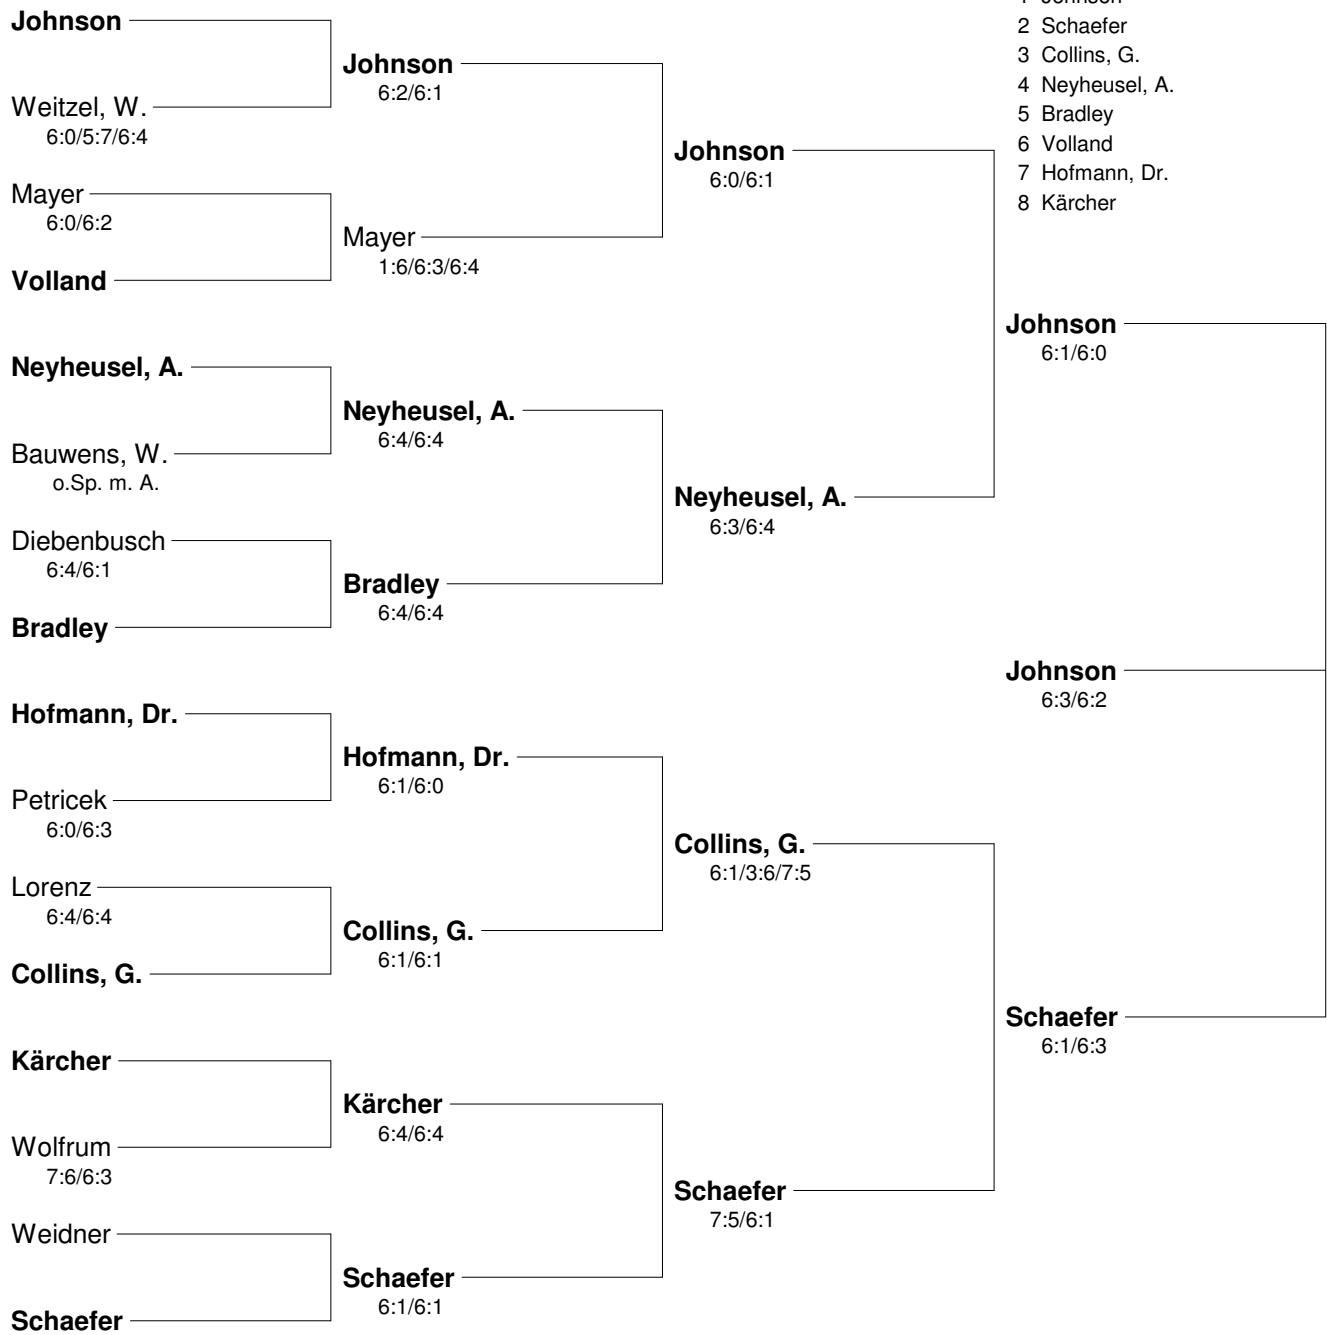 Johnson
Weitzel, W.
6:0/5:7/6:4
Mayer
6:0/6:2
Volland
Neyheusel, A.
Bauwens, W.
o.Sp. m. A.
Diebenbusch
6:4/6:1
Bradley
Hofmann, Dr.
Petricek
6:0/6:3
Lorenz
6:4/6:4
Collins, G.
Kärcher
Wolfrum
7:6/6:3
Weidner
Schaefer
Johnson
6:2/6:1
Mayer
1:6/6:3/6:4
Neyheusel, A.
6:4/6:4
Bradley
6:4/6:4
Hofmann, Dr.
6:1/6:0
Collins, G.
6:1/6:1
Kärcher
6:4/6:4
Schaefer
6:1/6:1
Johnson
6:0/6:1
Neyheusel, A.
6:3/6:4
Collins, G.
6:1/3:6/7:5
Schaefer
7:5/6:1
1 Johnson
2 Schaefer
3 Collins, G.
4 Neyheusel, A.
5 Bradley
6 Volland
7 Hofmann, Dr.
8 Kärcher
Johnson
6:1/6:0
Johnson
6:3/6:2
Schaefer
6:1/6:3